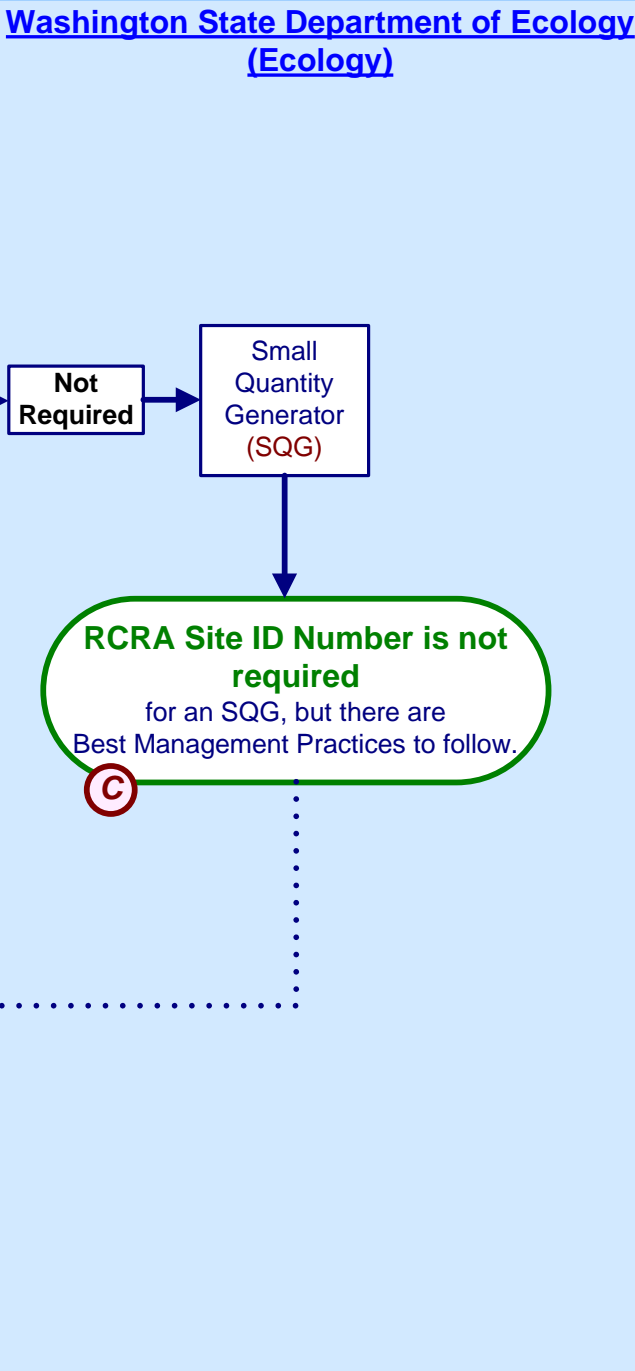 Washington State Department of Ecology
(Ecology)
Not
Required
Small
Quantity
Generator
(SQG)
RCRA Site ID Number is not
required
for an SQG, but there are
Best Management Practices to follow.
C